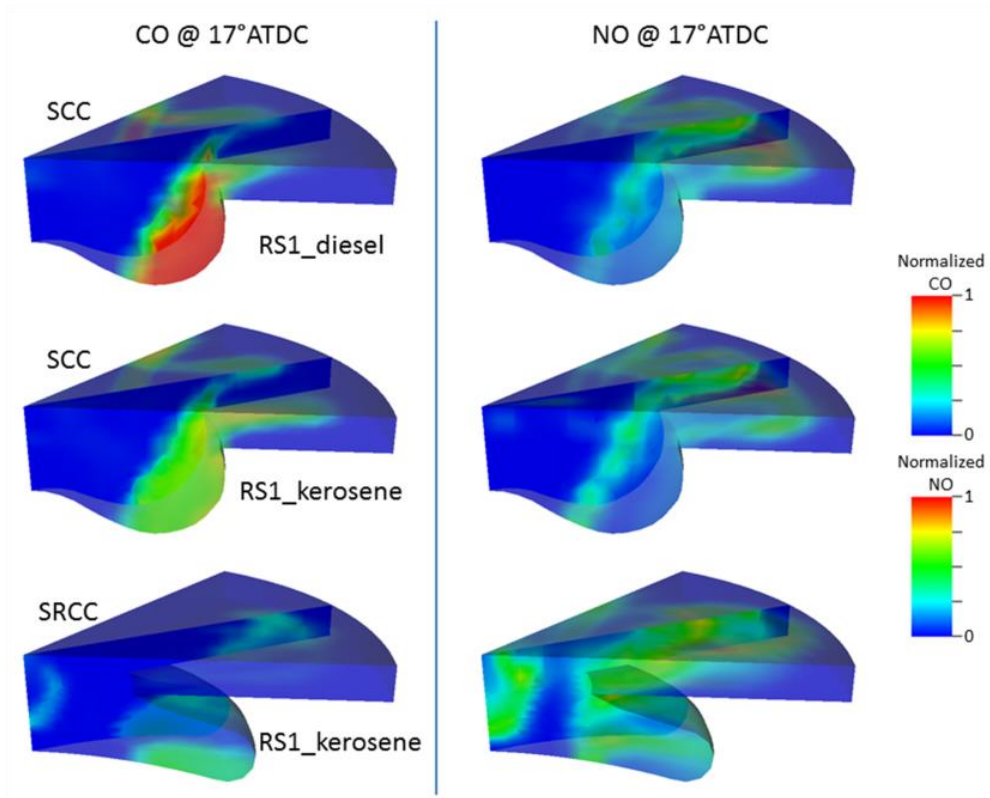 CO @ 17°ATDC
NO @ 17°ATDC
SCC
RS1_diesel
Normalized
CO
1
0
SCC
RS1_kerosene
Normalized
NO
1
0
SRCC
RS1_kerosene